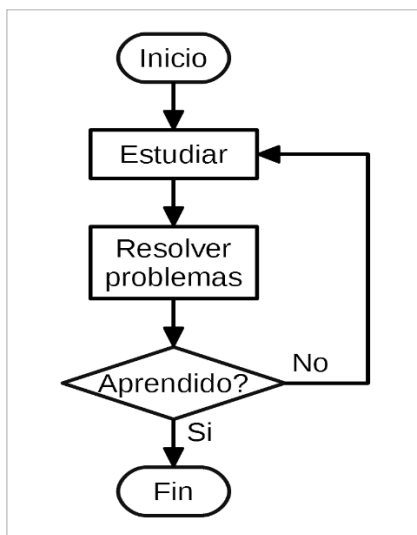 Inicio
Estudiar
Resolver
problemas
Aprendido?
No
Si
Fin